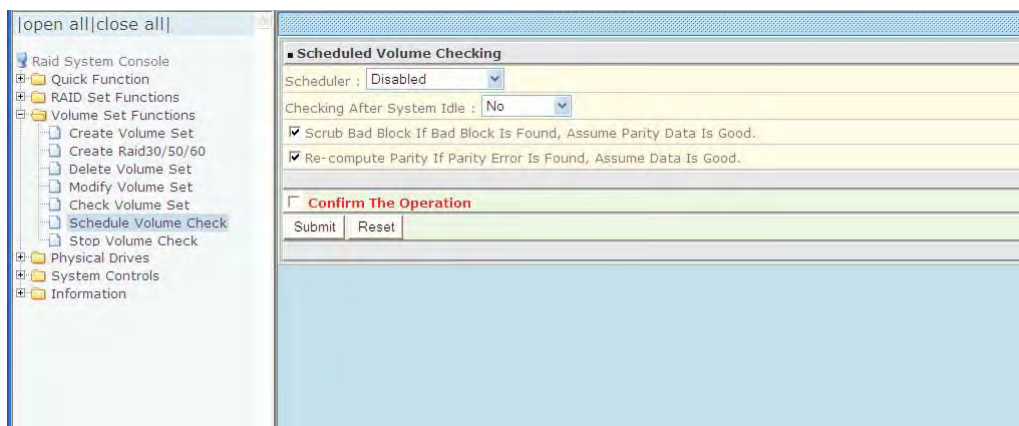 |open all|close all|
Raid System Console
Quick Function
RAID Set Functions
Volume Set Functions
Create Volume Set
Create Raid30/50/60
Delete Volume Set
Modify Volume Set
Check Volume Set
Schedule Volume Check
Stop Volume Check
Physical Drives
System Controls
Information
Scheduled Volume Checking
Scheduler : Disabled
Checking After System Idle : No
Scrub Bad Block If Bad Block Is Found, Assume Parity Data Is Good.
Re-compute Parity If Parity Error Is Found, Assume Data Is Good.
Confirm The Operation
Submit Reset